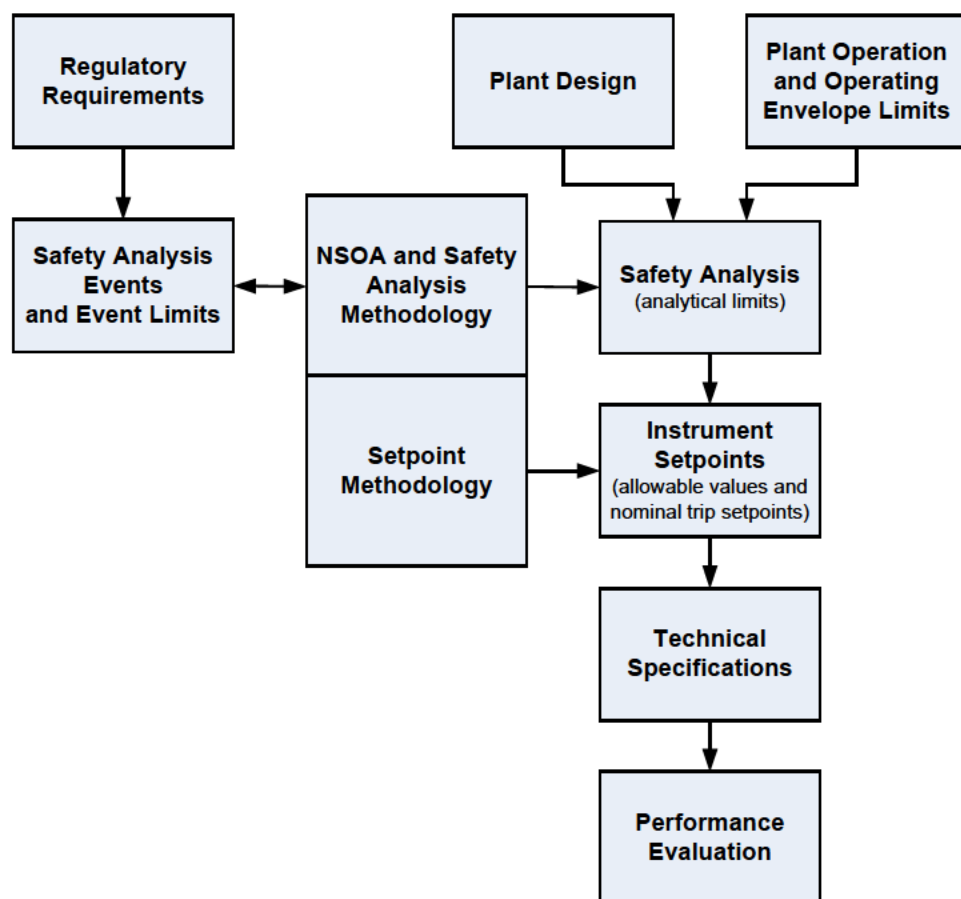 Regulatory
Requirements
Plant Design
Plant Operation
and Operating
Envelope Limits
Safety Analysis
Events
and Event Limits
NSOA and Safety
Analysis
Methodology
Safety Analysis
(analytical limits)
Setpoint
Methodology
Instrument
Setpoints
(allowable values and
nominal trip setpoints)
Technical
Specifications
Performance
Evaluation